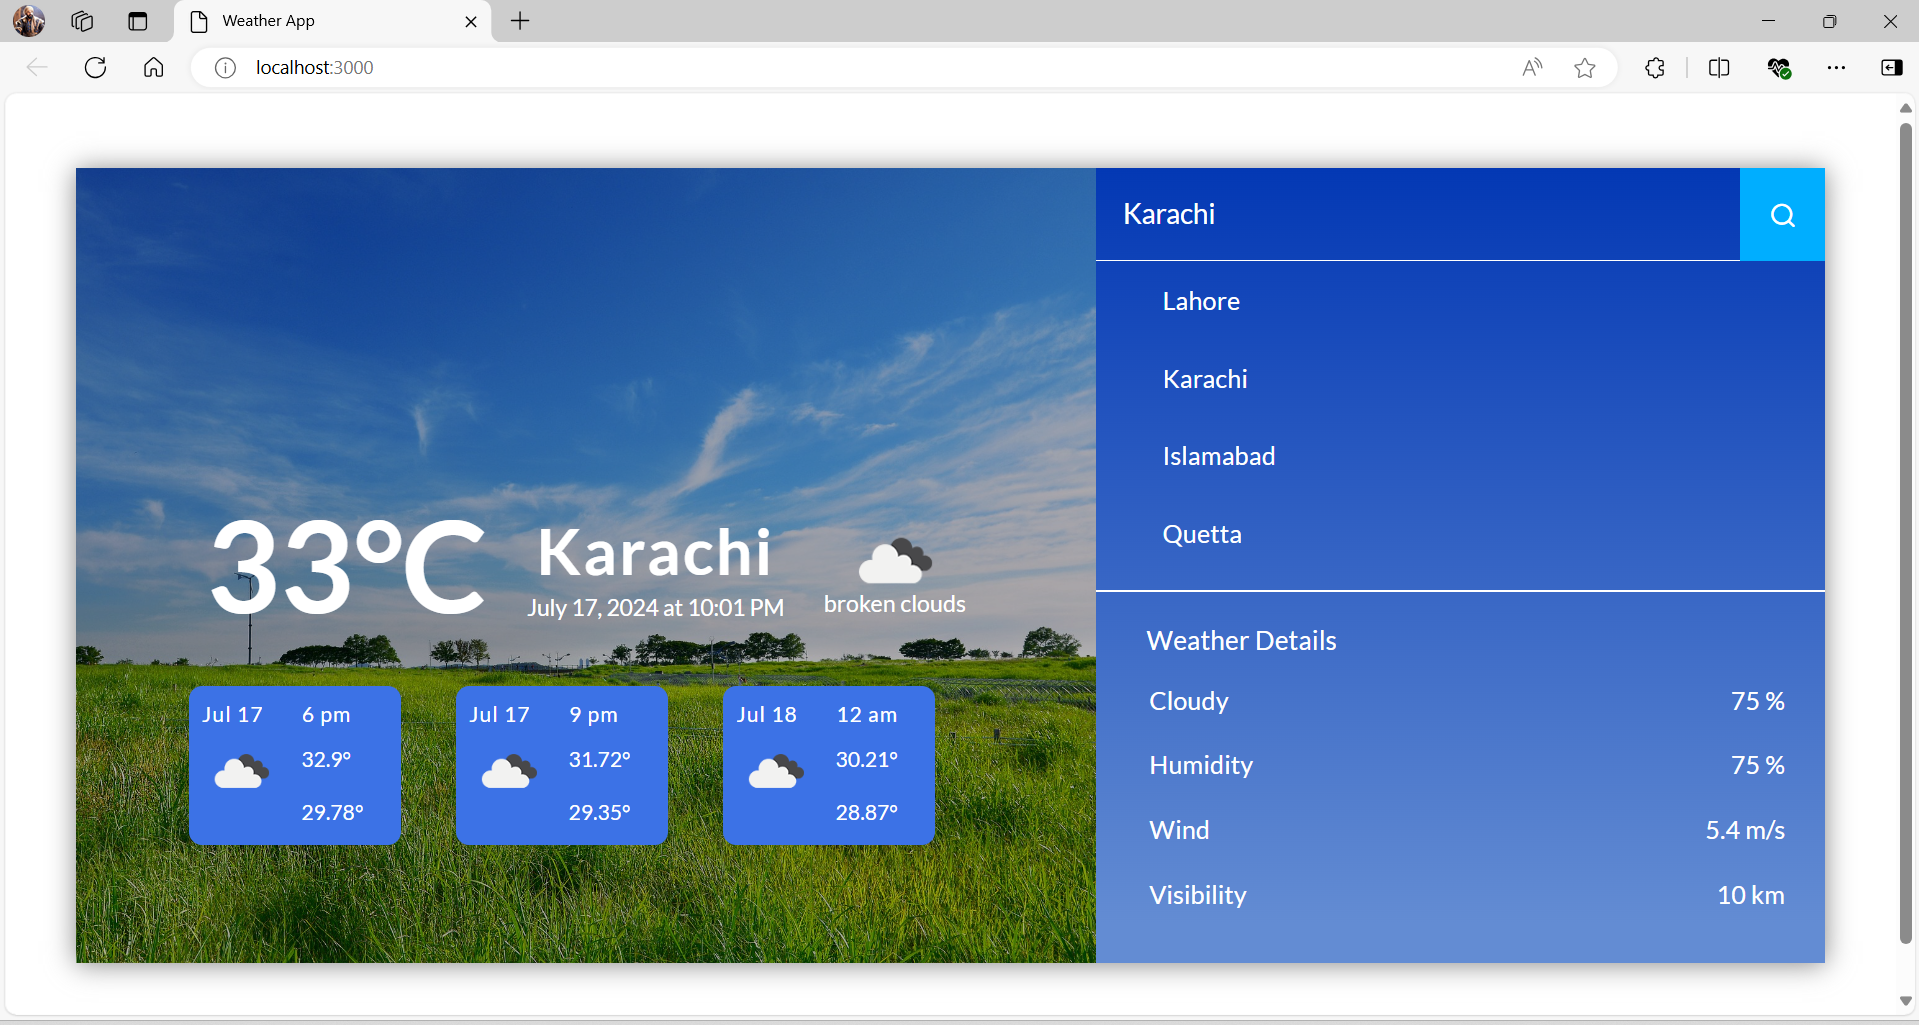 Weather App
localhost:3000
Karachi
Lahore
Karachi
Islamabad
Quetta
33°C
Karachi
July 17, 2024 at 10:01 PM
broken clouds
Jul 17 6 pm
32.9°
29.78°
Jul 17 9 pm
31.72°
29.35°
Jul 18 12 am
30.21°
28.87°
Weather Details
Cloudy 75 %
Humidity 75 %
Wind 5.4 m/s
Visibility 10 km